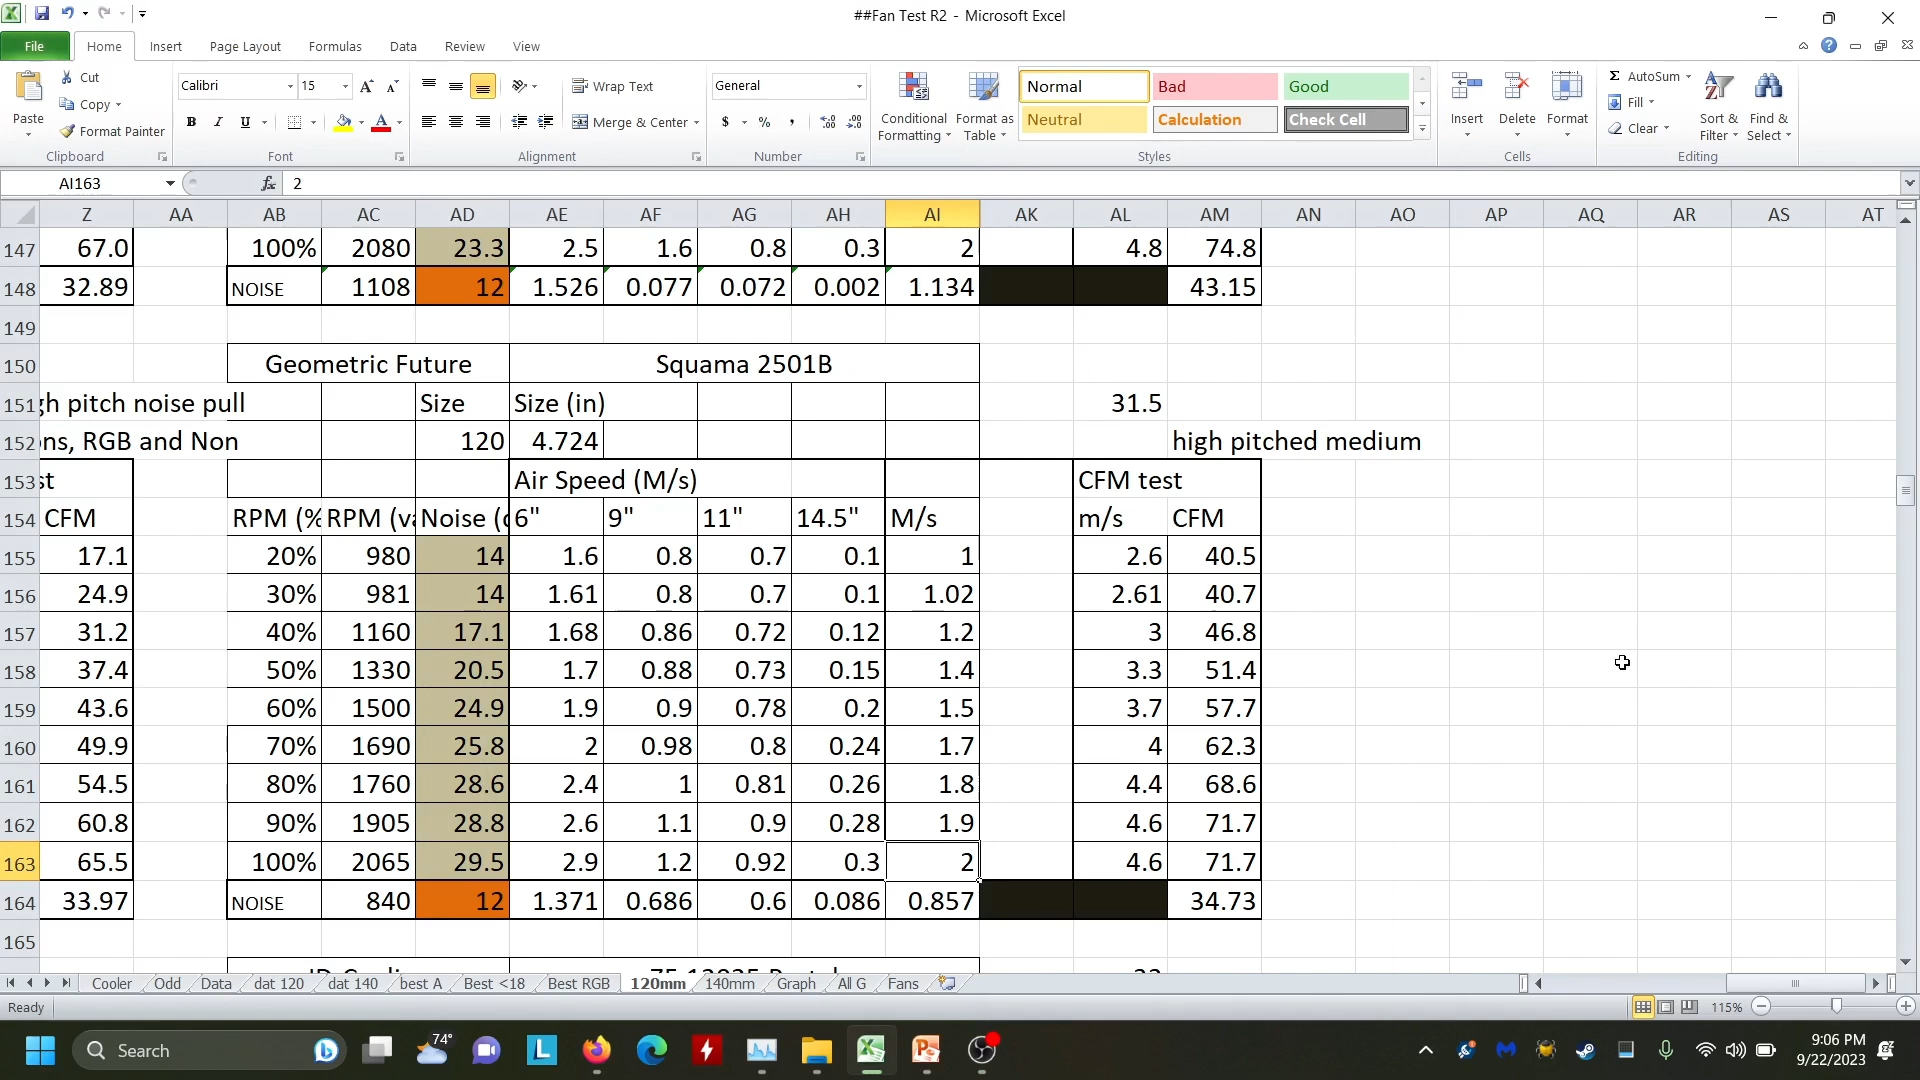 ##Fan Test R2 - Microsoft Excel
File Home Insert Page Layout Formulas Data Review View
Paste
Cut
Copy
Format Painter
Clipboard
Calibri 15
B I U
Font
Wrap Text
Merge & Center
Alignment
General
$ % ,
Number
Conditional Formatting
Format as Table
Normal Bad Good
Neutral Calculation Check Cell
Styles
Insert Delete Format
Cells
Σ AutoSum
Fill
Clear
Sort & Filter
Find & Select
Editing
AI163 fx 2
Z AA AB AC AD AE AF AG AH AI AK AL AM AN AO AP AQ AR AS AT
147 67.0 100% 2080 23.3 2.5 1.6 0.8 0.3 2 4.8 74.8
148 32.89 NOISE 1108 12 1.526 0.077 0.072 0.002 1.134 43.15
149
150 Geometric Future Squama 2501B
151 gh pitch noise pull Size Size (in) 31.5
152 ons, RGB and Non 120 4.724 high pitched medium
153 st Air Speed (M/s) CFM test
154 CFM RPM (% RPM (va Noise (d 6" 9" 11" 14.5" M/s m/s CFM
155 17.1 20% 980 14 1.6 0.8 0.7 0.1 1 2.6 40.5
156 24.9 30% 981 14 1.61 0.8 0.7 0.1 1.02 2.61 40.7
157 31.2 40% 1160 17.1 1.68 0.86 0.72 0.12 1.2 3 46.8
158 37.4 50% 1330 20.5 1.7 0.88 0.73 0.15 1.4 3.3 51.4
159 43.6 60% 1500 24.9 1.9 0.9 0.78 0.2 1.5 3.7 57.7
160 49.9 70% 1690 25.8 2 0.98 0.8 0.24 1.7 4 62.3
161 54.5 80% 1760 28.6 2.4 1 0.81 0.26 1.8 4.4 68.6
162 60.8 90% 1905 28.8 2.6 1.1 0.9 0.28 1.9 4.6 71.7
163 65.5 100% 2065 29.5 2.9 1.2 0.92 0.3 2 4.6 71.7
164 33.97 NOISE 840 12 1.371 0.686 0.6 0.086 0.857 34.73
165
Cooler Odd Data dat 120 dat 140 best A Best <18 Best RGB 120mm 140mm Graph All G Fans
Ready 115%
Search 74° 9:06 PM
9/22/2023